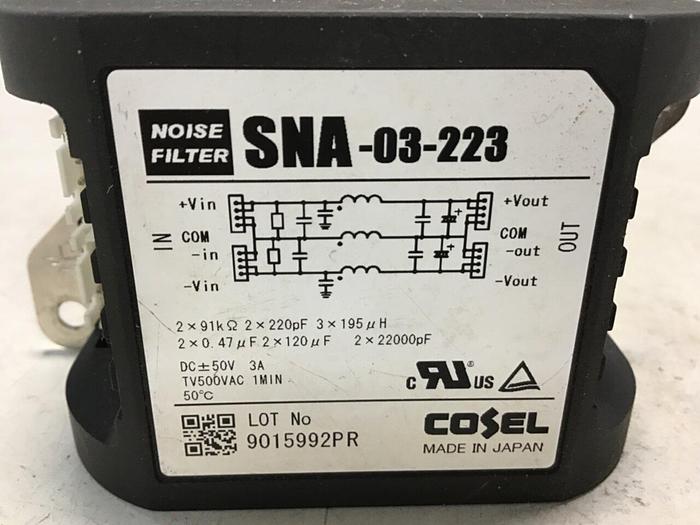 NOISE
FILTER
SNA-03-223
+Vin
+Vout
IN
COM
COM
OUT
-in
-out
-Vin
-Vout
2×91kΩ 2×220pF 3×195μH
2×0.47μF 2×120μF 2×22000pF
DC±50V 3A
TV500VAC 1MIN
50℃
C RU US
LOT No
9015992PR
COSEL
MADE IN JAPAN